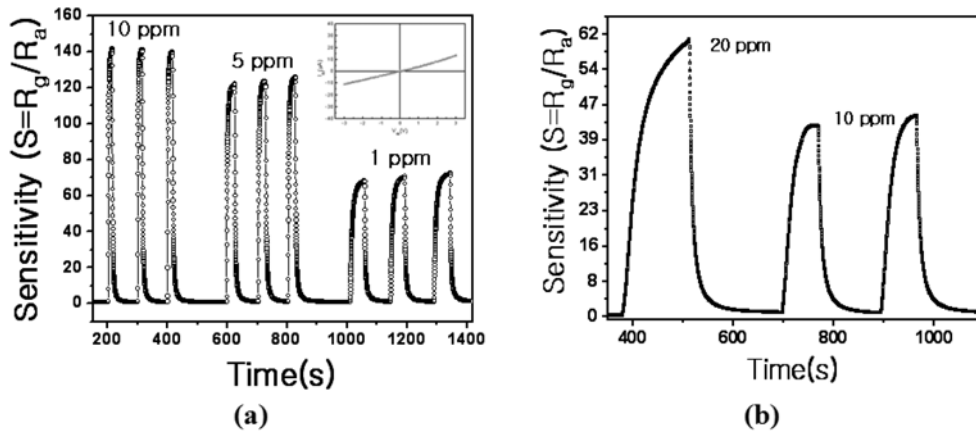 10 ppm
5 ppm
1 ppm
Sensitivity (S=Rg/Ra)
160
140
120
100
80
60
40
20
0
200 400 600 800 1000 1200 1400
Time(s)
(a)
20 ppm
10 ppm
Sensitivity (S=Rg/Ra)
62
54
47
39
31
23
16
8
0
400 600 800 1000
Time(s)
(b)